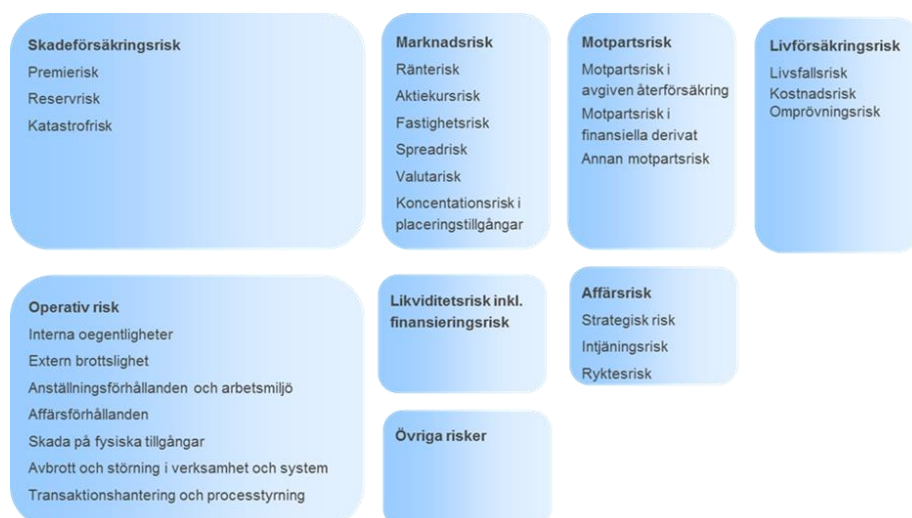 Skadeförsäkringsrisk
Premierisk
Reservrisk
Katastrofrisk
Marknadsrisk
Ränterisk
Aktiekursrisk
Fastighetsrisk
Spreadrisk
Valutarisk
Koncentationsrisk i
placeringstillgångar
Motpartsrisk
Motpartsrisk i
avgiven återförsäkring
Motpartsrisk i
finansiella derivat
Annan motpartsrisk
Livförsäkringsrisk
Livsfallsrisk
Kostnadsrisk
Omprövningsrisk
Operativ risk
Interna oegentligheter
Extern brottslighet
Anställningsförhållanden och arbetsmiljö
Affärsförhållanden
Skada på fysiska tillgångar
Avbrott och störning i verksamhet och system
Transaktionshantering och processtyrning
Likviditetsrisk inkl.
finansieringsrisk
Övriga risker
Affärsrisk
Strategisk risk
Intjäningsrisk
Ryktesrisk